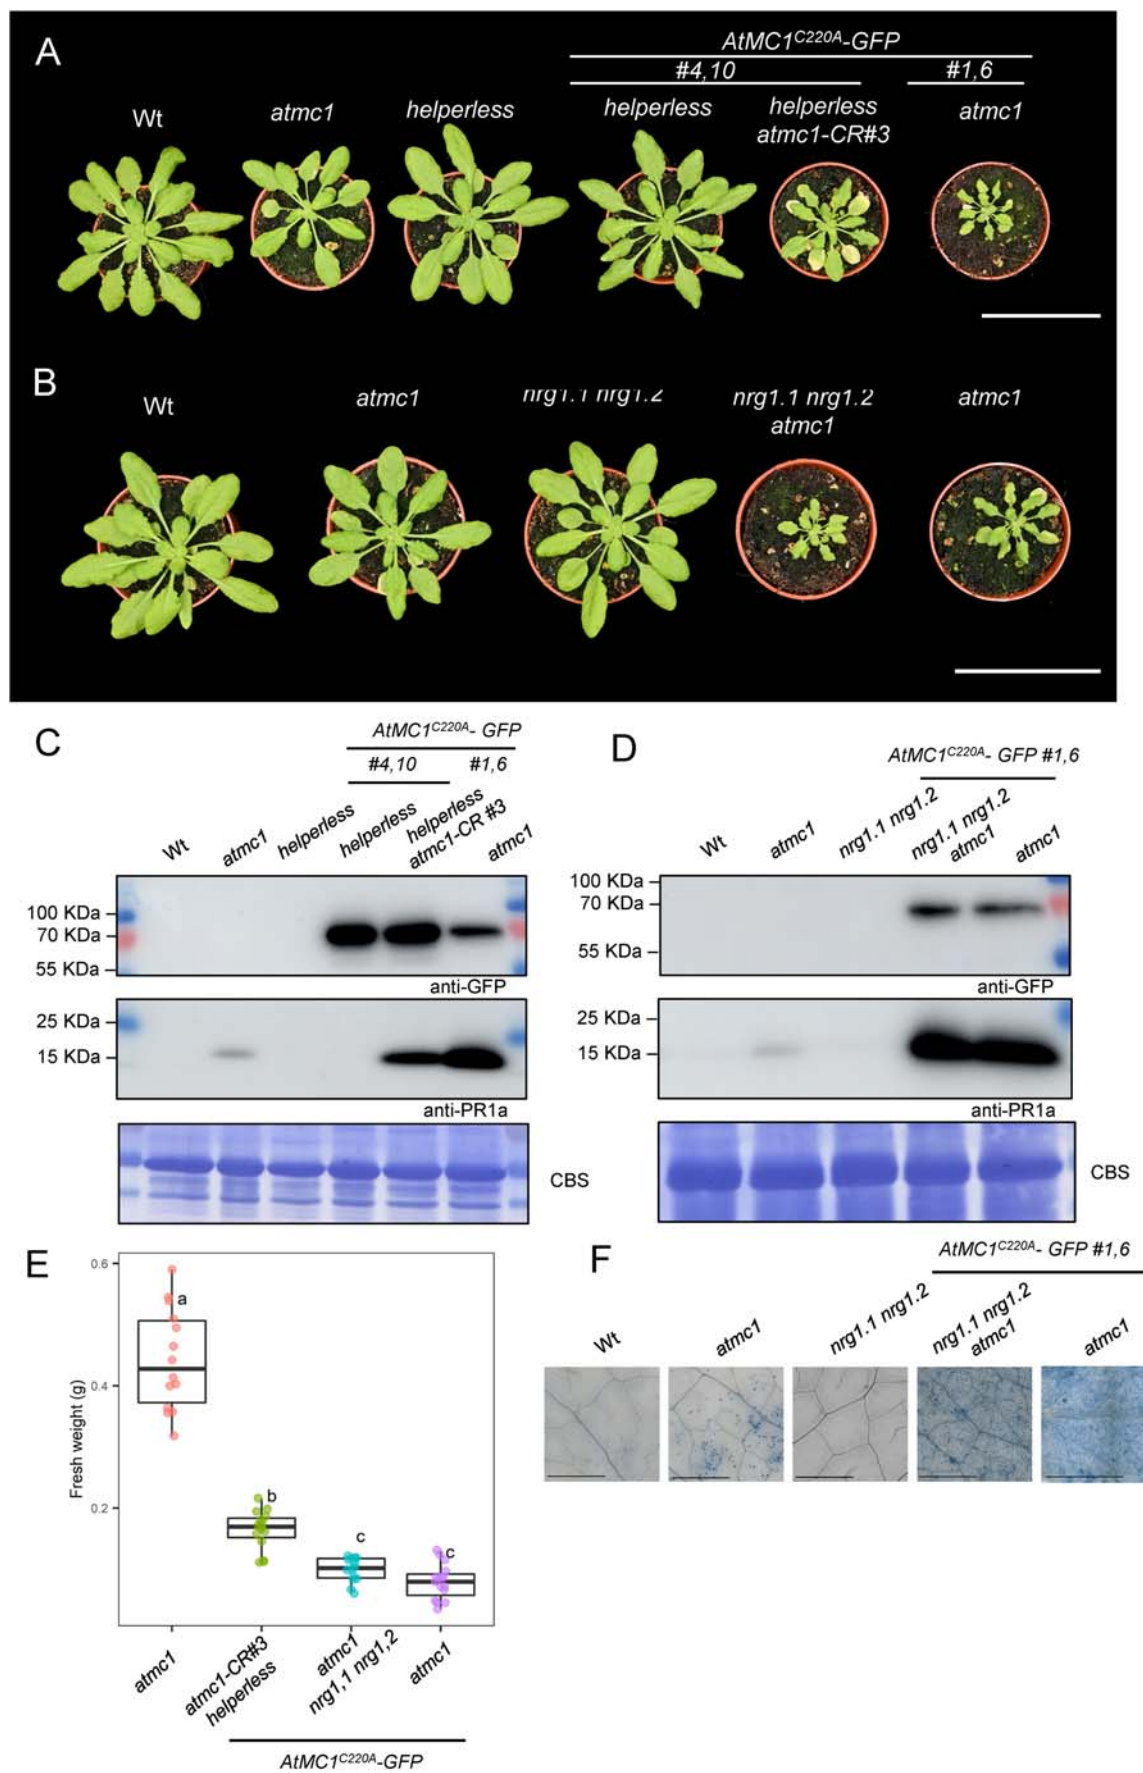 A
AtMC1C220A-GFP
#4,10 #1,6
Wt atmc1 helperless helperless helperless atmc1
atmc1-CR#3
B
Wt atmc1 nrg1.1 nrg1.2 nrg1.1 nrg1.2 atmc1
atmc1
C
AtMC1C220A- GFP
#4,10 #1,6
Wt
atmc1
helperless
helperless
helperless
atmc1-CR #3
atmc1
100 KDa
70 KDa
55 KDa
anti-GFP
25 KDa
15 KDa
anti-PR1a
CBS
D
AtMC1C220A- GFP #1,6
Wt
atmc1
nrg1.1 nrg1.2
nrg1.1 nrg1.2
atmc1
atmc1
100 KDa
70 KDa
55 KDa
anti-GFP
25 KDa
15 KDa
anti-PR1a
CBS
E
Fresh weight (g)
0.6
0.4
0.2
a
b
c
c
atmc1
atmc1-CR#3
helperless
atmc1
nrg1,1 nrg1,2
atmc1
AtMC1C220A-GFP
F
AtMC1C220A- GFP #1,6
Wt
atmc1
nrg1.1 nrg1.2
nrg1.1 nrg1.2
atmc1
atmc1